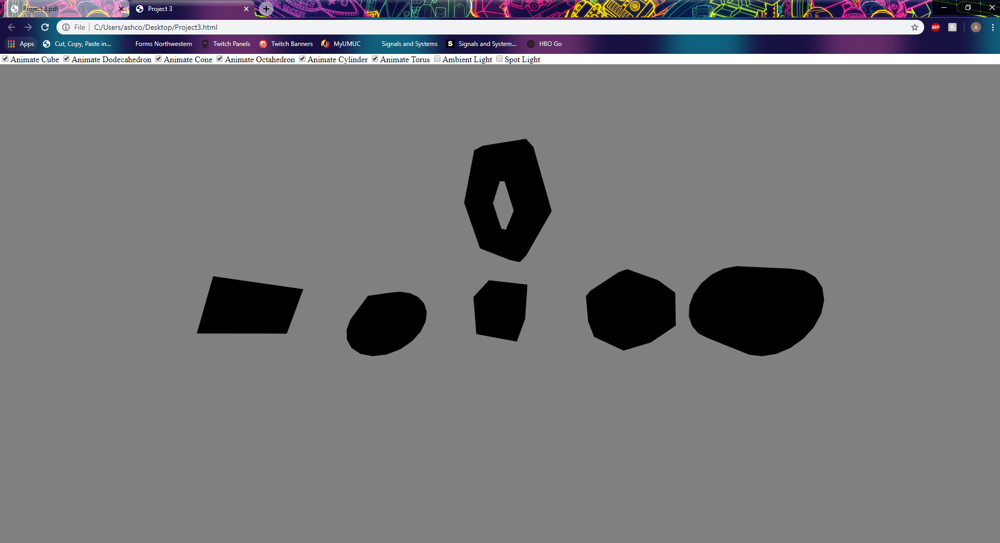 Project 3.pdf Project 3
File C:/Users/ashco/Desktop/Project3.html ABP A
Apps Cut, Copy, Paste in... Forms Northwestern Twitch Panels Twitch Banners MyUMUC Signals and Systems S Signals and System... HBO Go
Animate Cube Animate Dodecahedron Animate Cone Animate Octahedron Animate Cylinder Animate Torus Ambient Light Spot Light